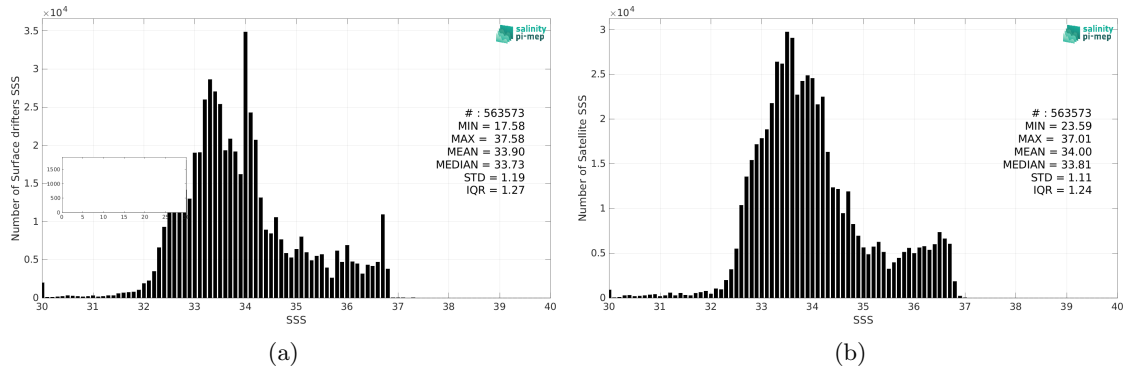 ×10⁴
3.5
3
2.5
2
1.5
1
0.5
0
Number of Surface drifters SSS
salinity
pi-mep
# : 563573
MIN = 17.58
MAX = 37.58
MEAN = 33.90
MEDIAN = 33.73
STD = 1.19
IQR = 1.27
1500
1000
500
0
0 5 10 15 20 25
30 31 32 33 34 35 36 37 38 39 40
SSS
(a)
×10⁴
3
2.5
2
1.5
1
0.5
0
Number of Satellite SSS
salinity
pi-mep
# : 563573
MIN = 23.59
MAX = 37.01
MEAN = 34.00
MEDIAN = 33.81
STD = 1.11
IQR = 1.24
30 31 32 33 34 35 36 37 38 39 40
SSS
(b)